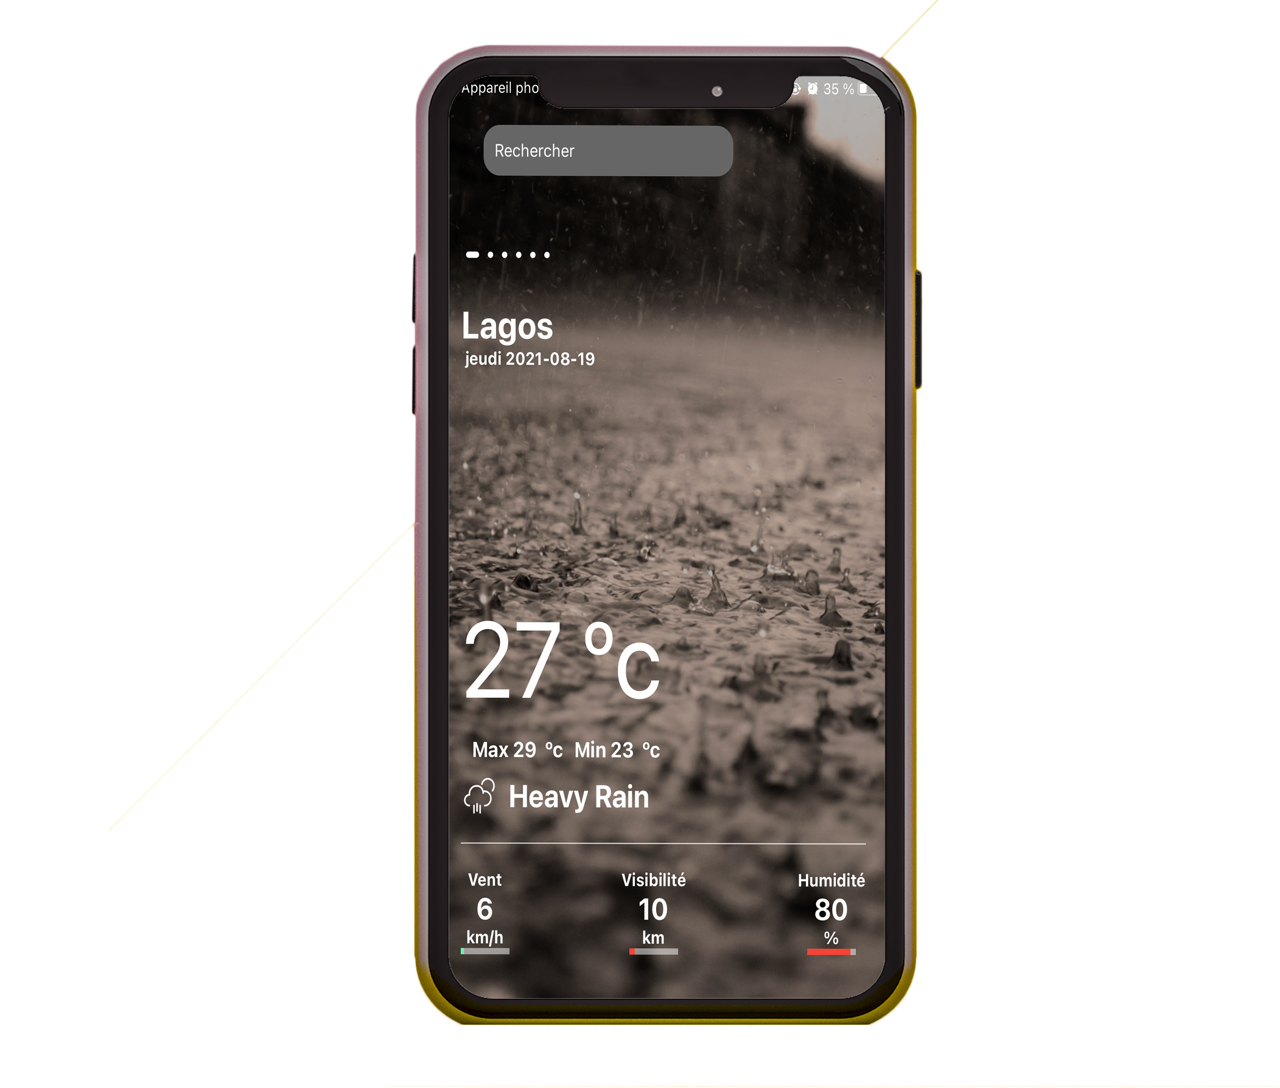 Appareil pho
35 %
Rechercher
Lagos
jeudi 2021-08-19
27 °c
Max 29 °c Min 23 °c
Heavy Rain
Vent Visibilité Humidité
6 10 80
km/h km %